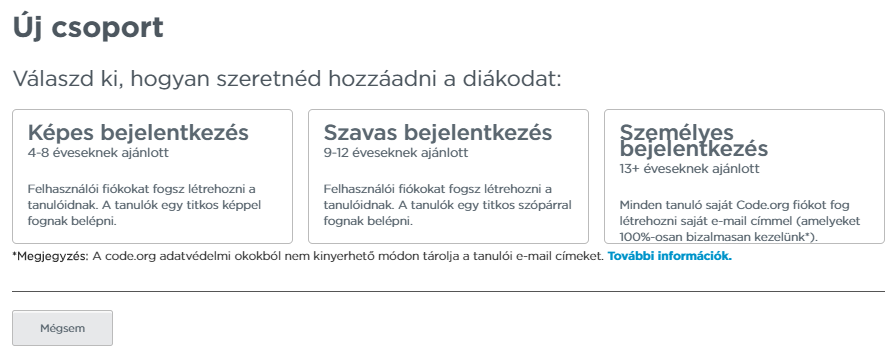 Új csoport
Válaszd ki, hogyan szeretnéd hozzáadni a diákodat:
Képes bejelentkezés
4-8 éveseknek ajánlott
Felhasználói fiókokat fogsz létrehozni a
tanulóidnak. A tanulók egy titkos képpel
fognak belépni.
Szavas bejelentkezés
9-12 éveseknek ajánlott
Felhasználói fiókokat fogsz létrehozni a
tanulóidnak. A tanulók egy titkos szópárral
fognak belépni.
Személyes
bejelentkezés
13+ éveseknek ajánlott
Minden tanuló saját Code.org fiókot fog
létrehozni saját e-mail címmel (amelyeket
100%-osan bizalmasan kezelünk*).
*Megjegyzés: A code.org adatvédelmi okokból nem kinyerhető módon tárolja a tanulói e-mail címeket. További információk.
Mégsem